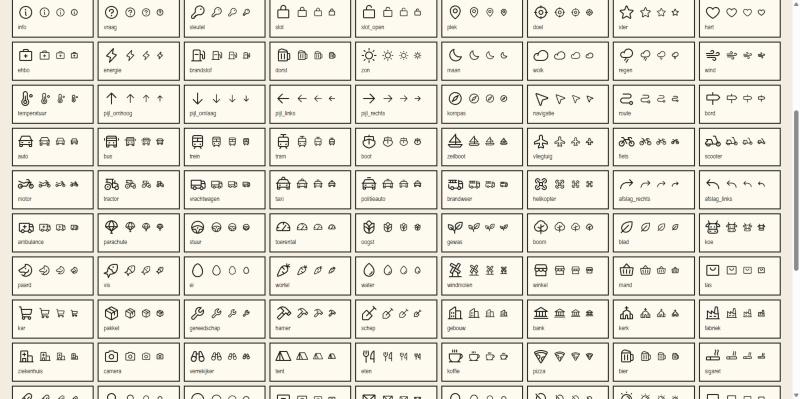 info vraag sleutel slot slot_open plek doel ster hart
ehbo energie brandstof dorst zon maan wolk regen wind
temperatuur pijl_omhoog pijl_omlaag pijl_links pijl_rechts kompas navigatie route bord
auto bus trein tram boot zeilboot vliegtuig fiets scooter
motor tractor vrachtwagen taxi politieauto brandweer helikopter afslag_rechts afslag_links
ambulance parachute stuur toerental oogst gewas boom blad koe
paard vis ei wortel water windmolen winkel mand tas
kar pakket gereedschap hamer schep gebouw bank kerk fabriek
ziekenhuis camera verrekijker tent eten koffie pizza bier sigaret